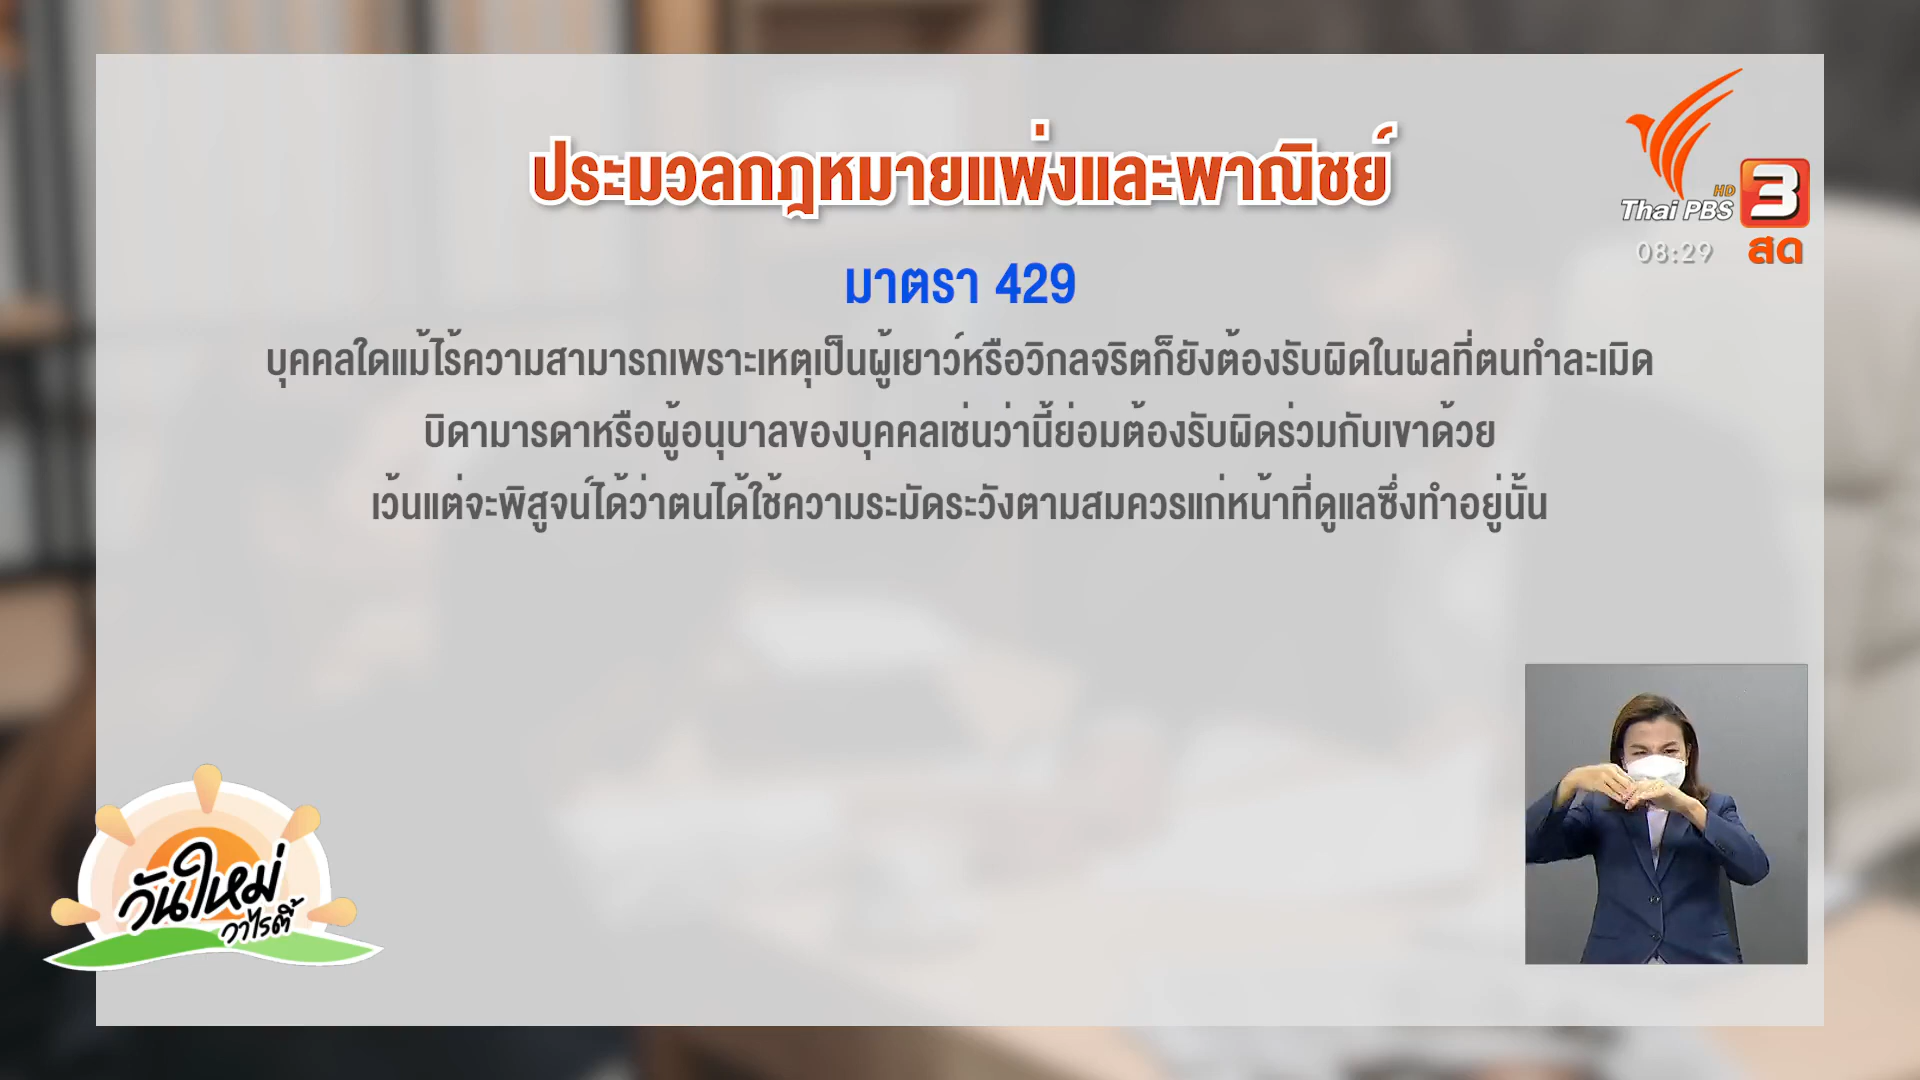 ประมวลกฎหมายแพ่งและพาณิชย์
HD
Thai PBS
3
08:29
สด
มาตรา 429
บุคคลใดแม้ไร้ความสามารถเพราะเหตุเป็นผู้เยาว์หรือวิกลจริตก็ยังต้องรับผิดในผลที่ตนทำละเมิด
บิดามารดาหรือผู้อนุบาลของบุคคลเช่นว่านี้ย่อมต้องรับผิดร่วมกับเขาด้วย
เว้นแต่จะพิสูจน์ได้ว่าตนได้ใช้ความระมัดระวังตามสมควรแก่หน้าที่ดูแลซึ่งทำอยู่นั้น
วันใหม่
วาไรตี้